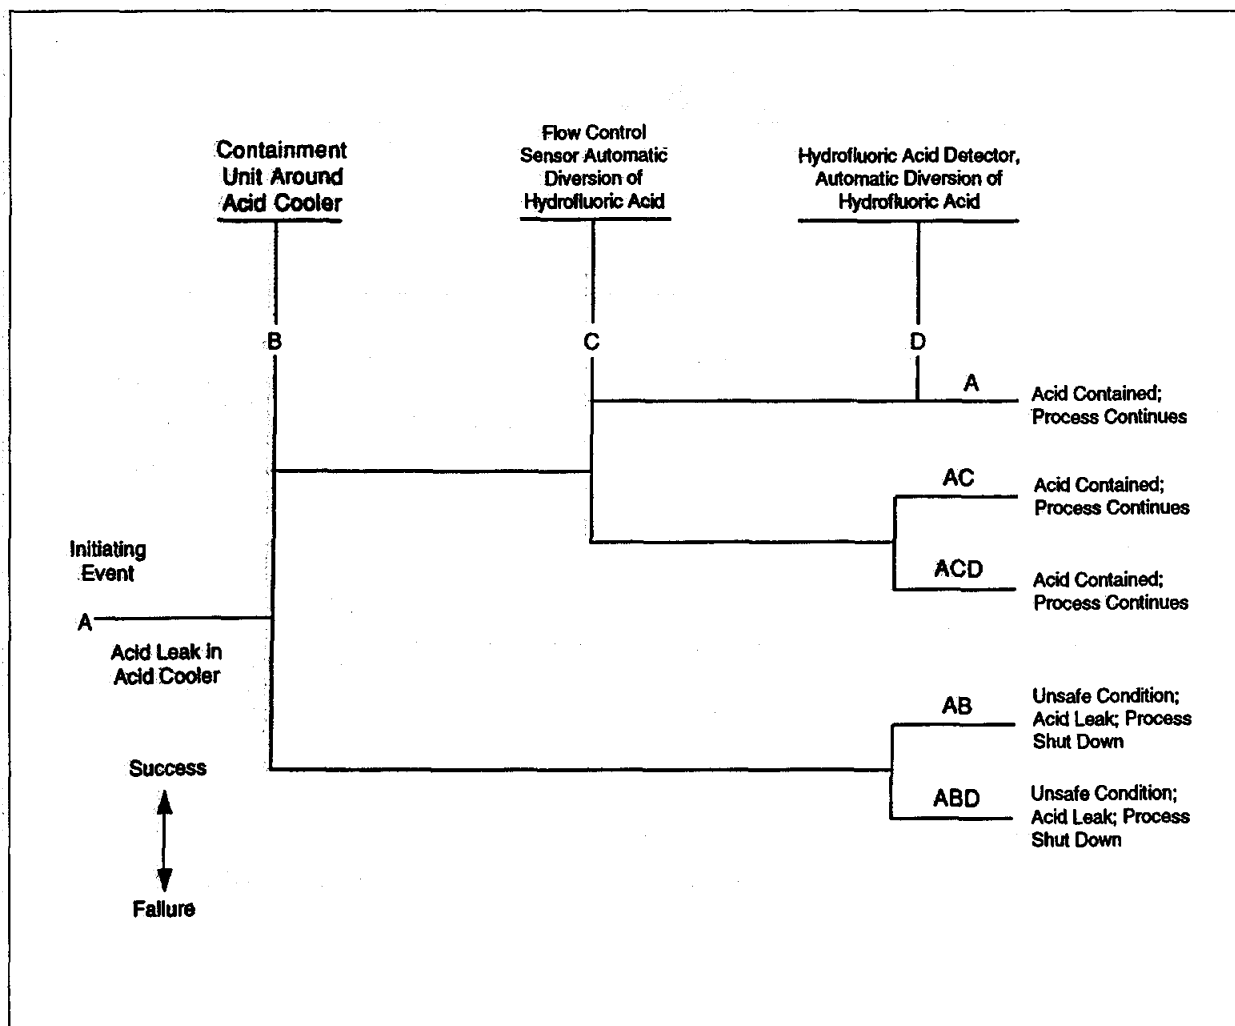 Containment
Unit Around
Acid Cooler
Flow Control
Sensor Automatic
Diversion of
Hydrofluoric Acid
Hydrofluoric Acid Detector,
Automatic Diversion of
Hydrofluoric Acid
B
C
D
A
Acid Contained;
Process Continues
AC
Acid Contained;
Process Continues
Initiating
Event
ACD
Acid Contained;
Process Continues
A
Acid Leak in
Acid Cooler
AB
Unsafe Condition;
Acid Leak; Process
Shut Down
Success
ABD
Unsafe Condition;
Acid Leak; Process
Shut Down
Failure